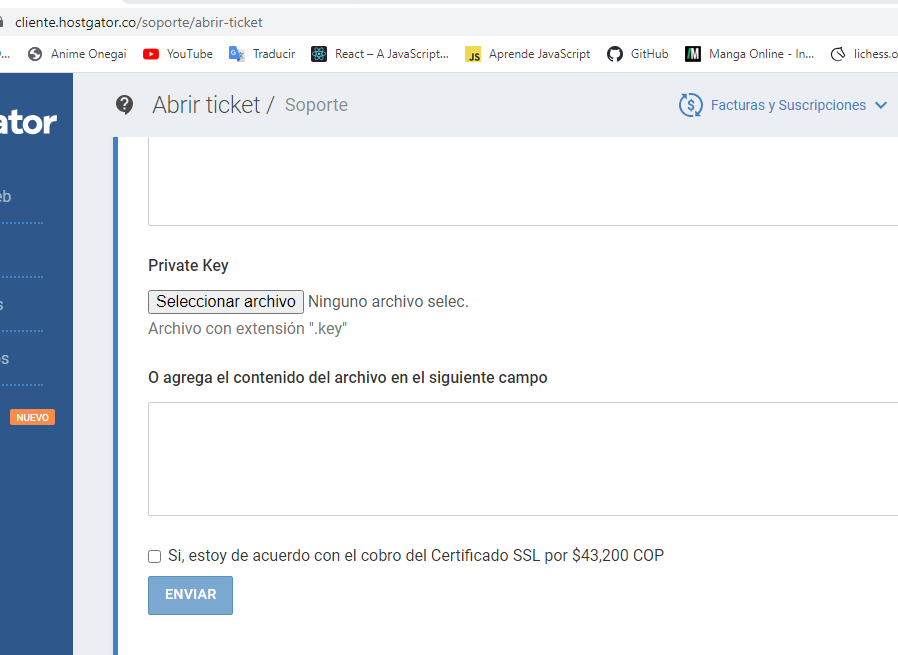 cliente.hostgator.co/soporte/abrir-ticket
... Anime Onegai YouTube Traducir React – A JavaScript... JS Aprende JavaScript GitHub M Manga Online - In... lichess.o
ator
Abrir ticket / Soporte
Facturas y Suscripciones
eb
s
os
NUEVO
Private Key
Seleccionar archivo Ninguno archivo selec.
Archivo con extensión ".key"
O agrega el contenido del archivo en el siguiente campo
Si, estoy de acuerdo con el cobro del Certificado SSL por $43,200 COP
ENVIAR